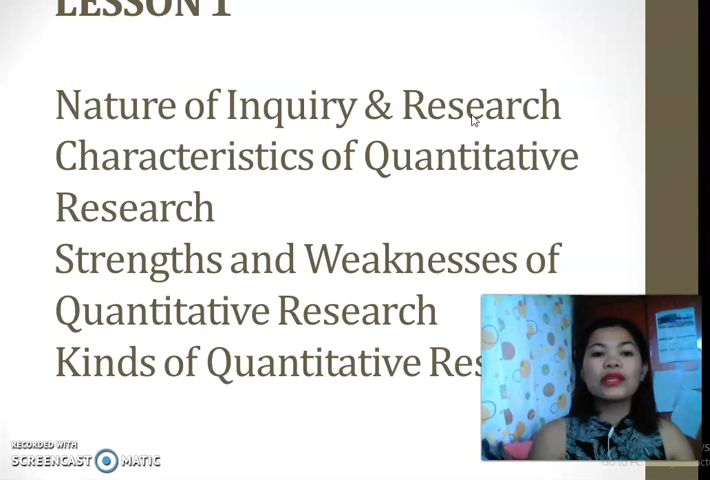 LESSON 1
Nature of Inquiry & Research
Characteristics of Quantitative
Research
Strengths and Weaknesses of
Quantitative Research
Kinds of Quantitative Res
RECORDED WITH
SCREENCAST MATIC